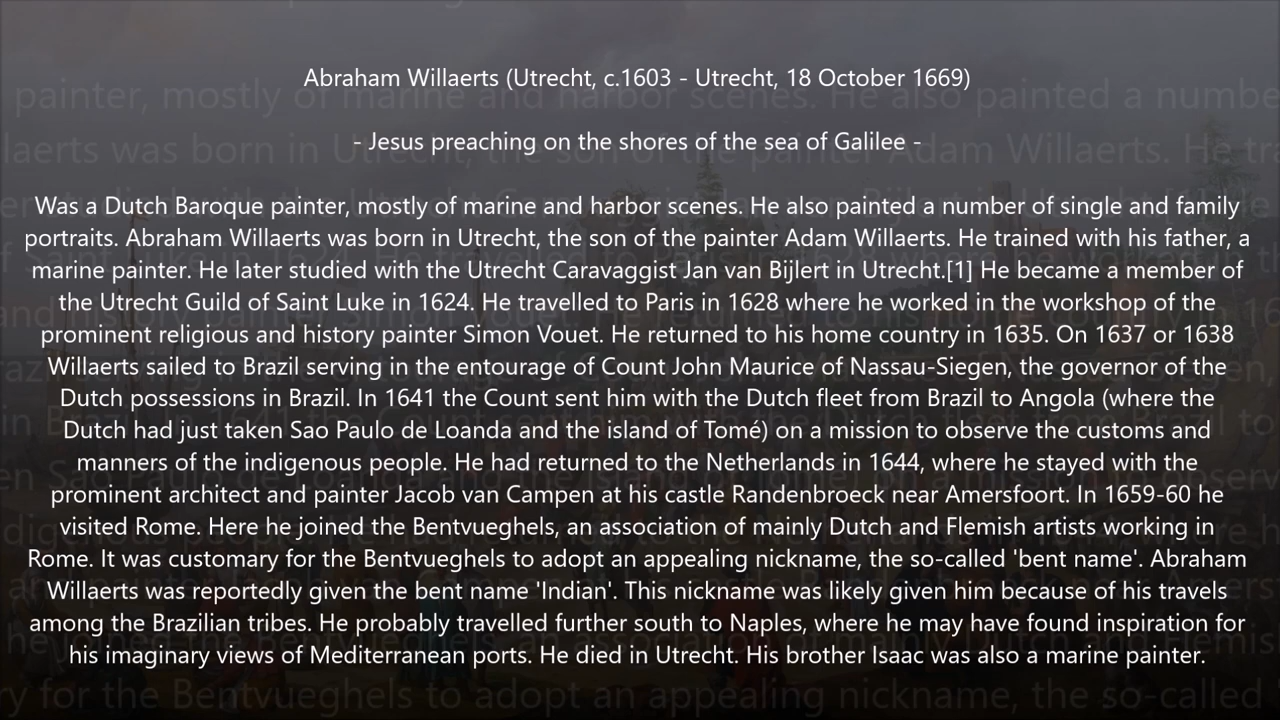 Abraham Willaerts (Utrecht, c.1603 - Utrecht, 18 October 1669)
- Jesus preaching on the shores of the sea of Galilee -
Was a Dutch Baroque painter, mostly of marine and harbor scenes. He also painted a number of single and family
portraits. Abraham Willaerts was born in Utrecht, the son of the painter Adam Willaerts. He trained with his father, a
marine painter. He later studied with the Utrecht Caravaggist Jan van Bijlert in Utrecht.[1] He became a member of
the Utrecht Guild of Saint Luke in 1624. He travelled to Paris in 1628 where he worked in the workshop of the
prominent religious and history painter Simon Vouet. He returned to his home country in 1635. On 1637 or 1638
Willaerts sailed to Brazil serving in the entourage of Count John Maurice of Nassau-Siegen, the governor of the
Dutch possessions in Brazil. In 1641 the Count sent him with the Dutch fleet from Brazil to Angola (where the
Dutch had just taken Sao Paulo de Loanda and the island of Tomé) on a mission to observe the customs and
manners of the indigenous people. He had returned to the Netherlands in 1644, where he stayed with the
prominent architect and painter Jacob van Campen at his castle Randenbroeck near Amersfoort. In 1659-60 he
visited Rome. Here he joined the Bentvueghels, an association of mainly Dutch and Flemish artists working in
Rome. It was customary for the Bentvueghels to adopt an appealing nickname, the so-called 'bent name'. Abraham
Willaerts was reportedly given the bent name 'Indian'. This nickname was likely given him because of his travels
among the Brazilian tribes. He probably travelled further south to Naples, where he may have found inspiration for
his imaginary views of Mediterranean ports. He died in Utrecht. His brother Isaac was also a marine painter.